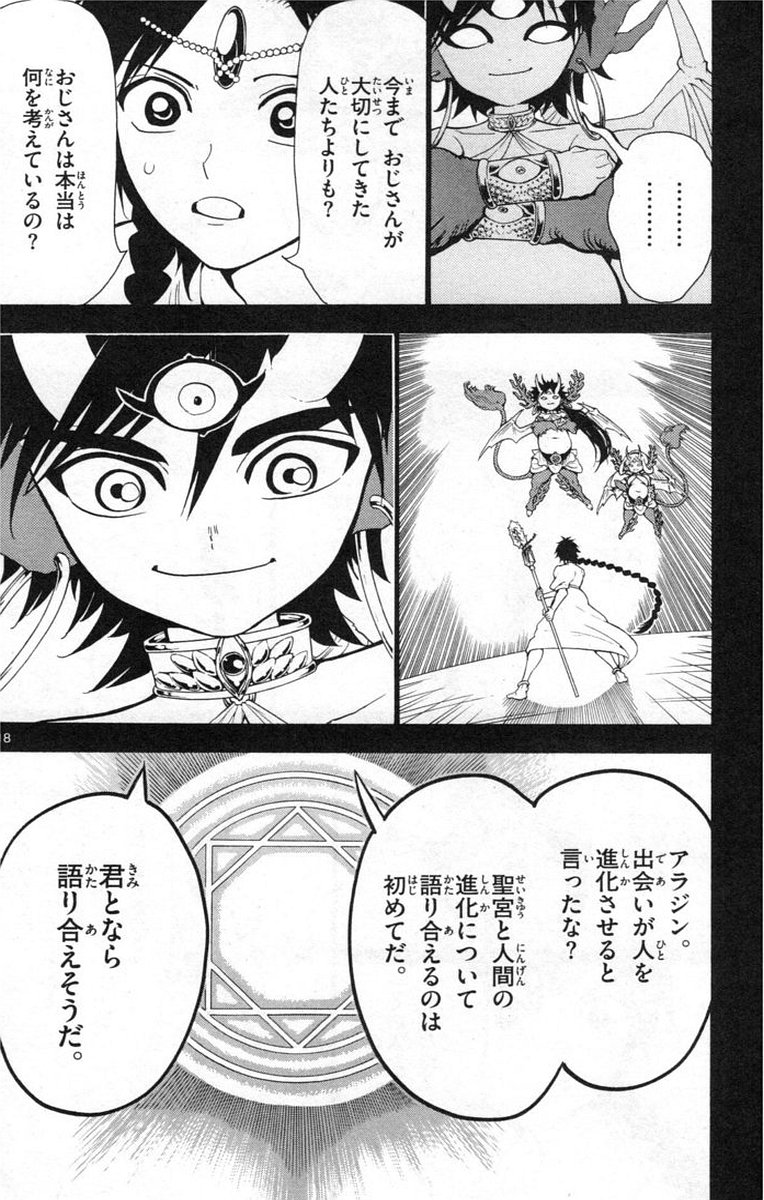 ………
………
今まで おじさんが
大切にしてきた
人たちよりも?
おじさんは本当は
何を考えているの?
アラジン。
出会いが人を
進化させると
言ったな?
聖宮と人間の
進化について
語り合えるのは
初めてだ。
君となら
語り合えそうだ。
8